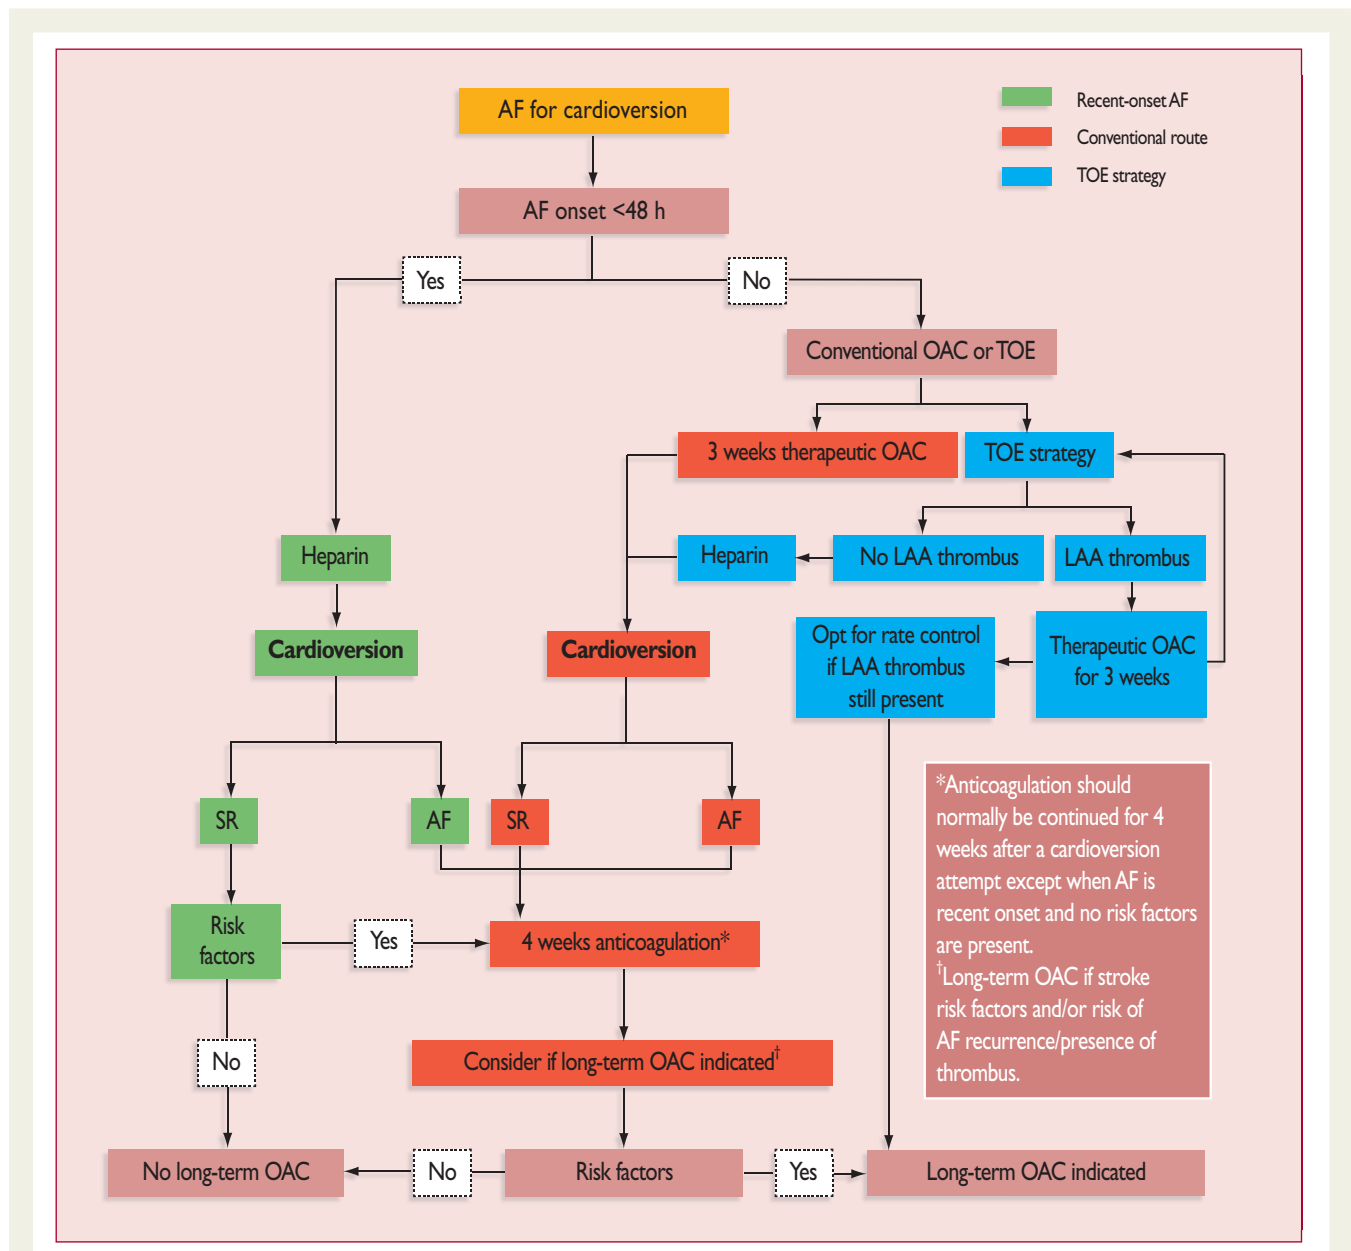 AF for cardioversion
Recent-onset AF
Conventional route
TOE strategy
AF onset <48 h
Yes
No
Conventional OAC or TOE
3 weeks therapeutic OAC
TOE strategy
Heparin
Heparin
No LAA thrombus
LAA thrombus
Cardioversion
Cardioversion
Opt for rate control
if LAA thrombus
still present
Therapeutic OAC
for 3 weeks
SR
AF
SR
AF
*Anticoagulation should
normally be continued for 4
weeks after a cardioversion
attempt except when AF is
recent onset and no risk factors
are present.
†Long-term OAC if stroke
risk factors and/or risk of
AF recurrence/presence of
thrombus.
Risk
factors
Yes
4 weeks anticoagulation*
No
Consider if long-term OAC indicated†
No long-term OAC
No
Risk factors
Yes
Long-term OAC indicated